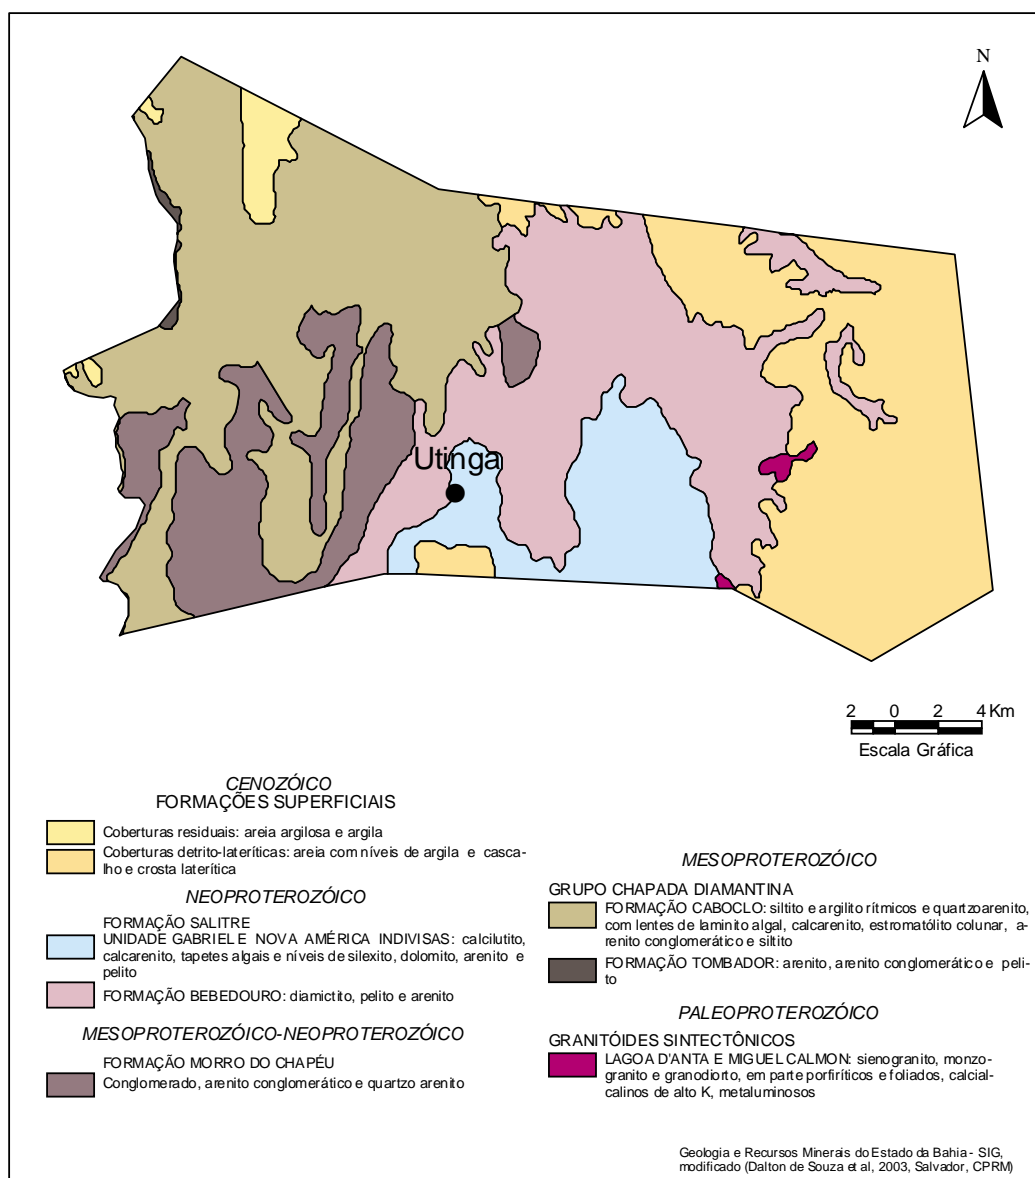 N
Utinga
2 0 2 4 Km
Escala Gráfica
CENOZÓICO
FORMAÇÕES SUPERFICIAIS
Coberturas residuais: areia argilosa e argila
Coberturas detrito-lateríticas: areia com níveis de argila e casca-
lho e crosta laterítica
NEOPROTEROZÓICO
FORMAÇÃO SALITRE
UNIDADE GABRIEL E NOVA AMÉRICA INDIVISAS: calcilutito,
calcarenito, tapetes algais e níveis de silexito, dolomito, arenito e
pelito
FORMAÇÃO BEBEDOURO: diamictito, pelito e arenito
MESOPROTEROZÓICO-NEOPROTEROZÓICO
FORMAÇÃO MORRO DO CHAPÉU
Conglomerado, arenito conglomerático e quartzo arenito
MESOPROTEROZÓICO
GRUPO CHAPADA DIAMANTINA
FORMAÇÃO CABOCLO: siltito e argilito rítmicos e quartzoarenito,
com lentes de laminito algal, calcarenito, estromatólito colunar, a-
renito conglomerático e siltito
FORMAÇÃO TOMBADOR: arenito, arenito conglomerático e peli-
to
PALEOPROTEROZÓICO
GRANITÓIDES SINTECTÔNICOS
LAGOA D'ANTA E MIGUEL CALMON: sienogranito, monzo-
granito e granodiorto, em parte porfiríticos e foliados, calcial-
calinos de alto K, metaluminosos
Geologia e Recursos Minerais do Estado da Bahia - SIG,
modificado (Dalton de Souza et al, 2003, Salvador, CPRM)